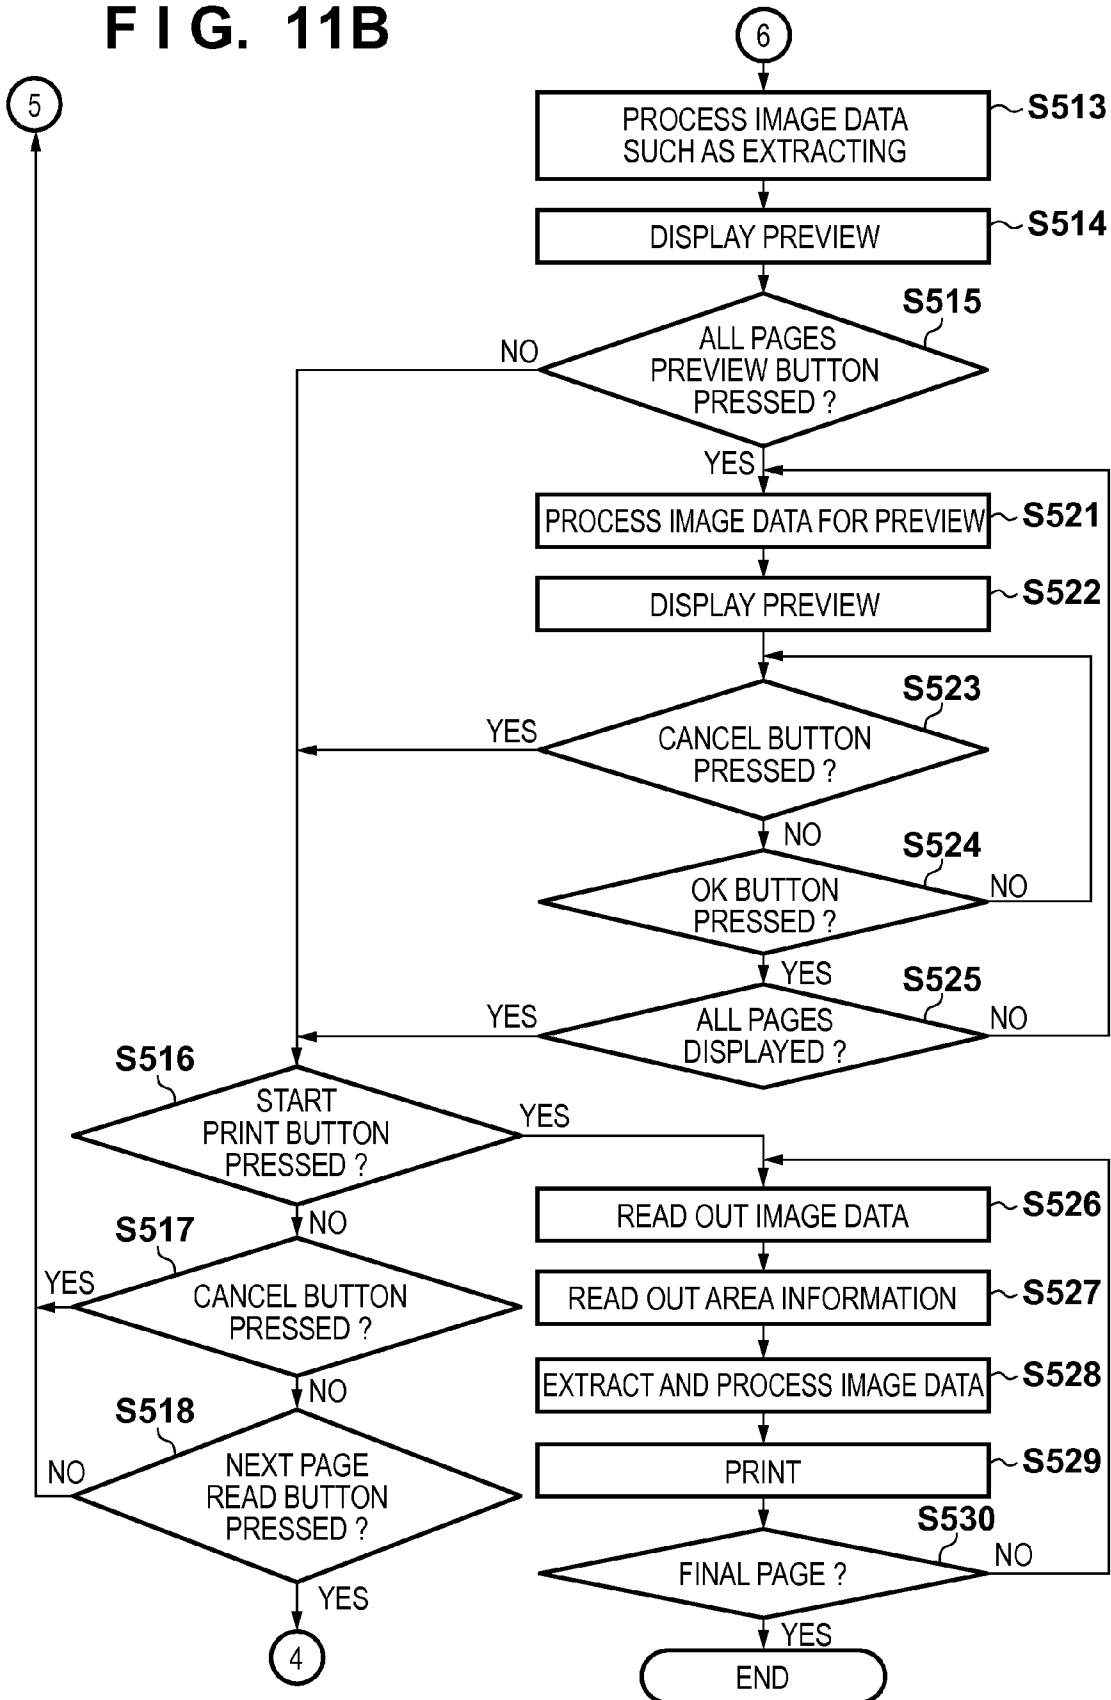 FIG. 11B
6
5
PROCESS IMAGE DATA
SUCH AS EXTRACTING
S513
DISPLAY PREVIEW
S514
S515
ALL PAGES
PREVIEW BUTTON
PRESSED ?
NO
YES
PROCESS IMAGE DATA FOR PREVIEW
S521
DISPLAY PREVIEW
S522
S523
CANCEL BUTTON
PRESSED ?
YES
NO
S524
OK BUTTON
PRESSED ?
NO
YES
S525
ALL PAGES
DISPLAYED ?
YES
NO
S516
START
PRINT BUTTON
PRESSED ?
YES
NO
S517
CANCEL BUTTON
PRESSED ?
YES
NO
S518
NEXT PAGE
READ BUTTON
PRESSED ?
NO
YES
4
READ OUT IMAGE DATA
S526
READ OUT AREA INFORMATION
S527
EXTRACT AND PROCESS IMAGE DATA
S528
PRINT
S529
S530
FINAL PAGE ?
NO
YES
END